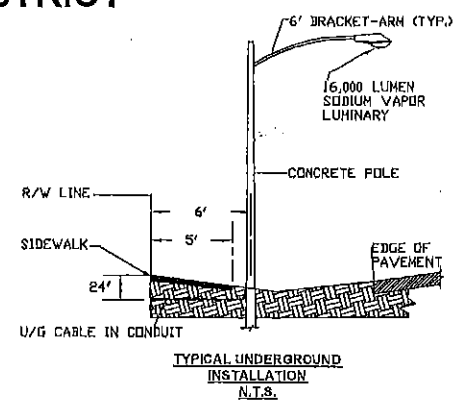 6' BRACKET-ARM (TYP.)
16,000 LUMEN
SODIUM VAPOR
LUMINARY
CONCRETE POLE
R/W LINE
6'
5'
SIDEWALK
EDGE OF
PAVEMENT
24'
U/G CABLE IN CONDUIT
TYPICAL UNDERGROUND
INSTALLATION
N.T.S.